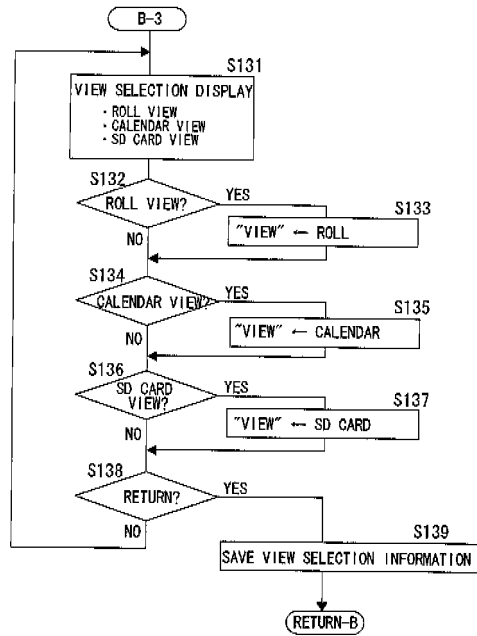 B-3
S131
VIEW SELECTION DISPLAY
· ROLL VIEW
· CALENDAR VIEW
· SD CARD VIEW
S132
ROLL VIEW?
YES
S133
"VIEW" ← ROLL
NO
S134
CALENDAR VIEW?
YES
S135
"VIEW" ← CALENDAR
NO
S136
SD CARD
VIEW?
YES
S137
"VIEW" ← SD CARD
NO
S138
RETURN?
YES
NO
S139
SAVE VIEW SELECTION INFORMATION
RETURN-B